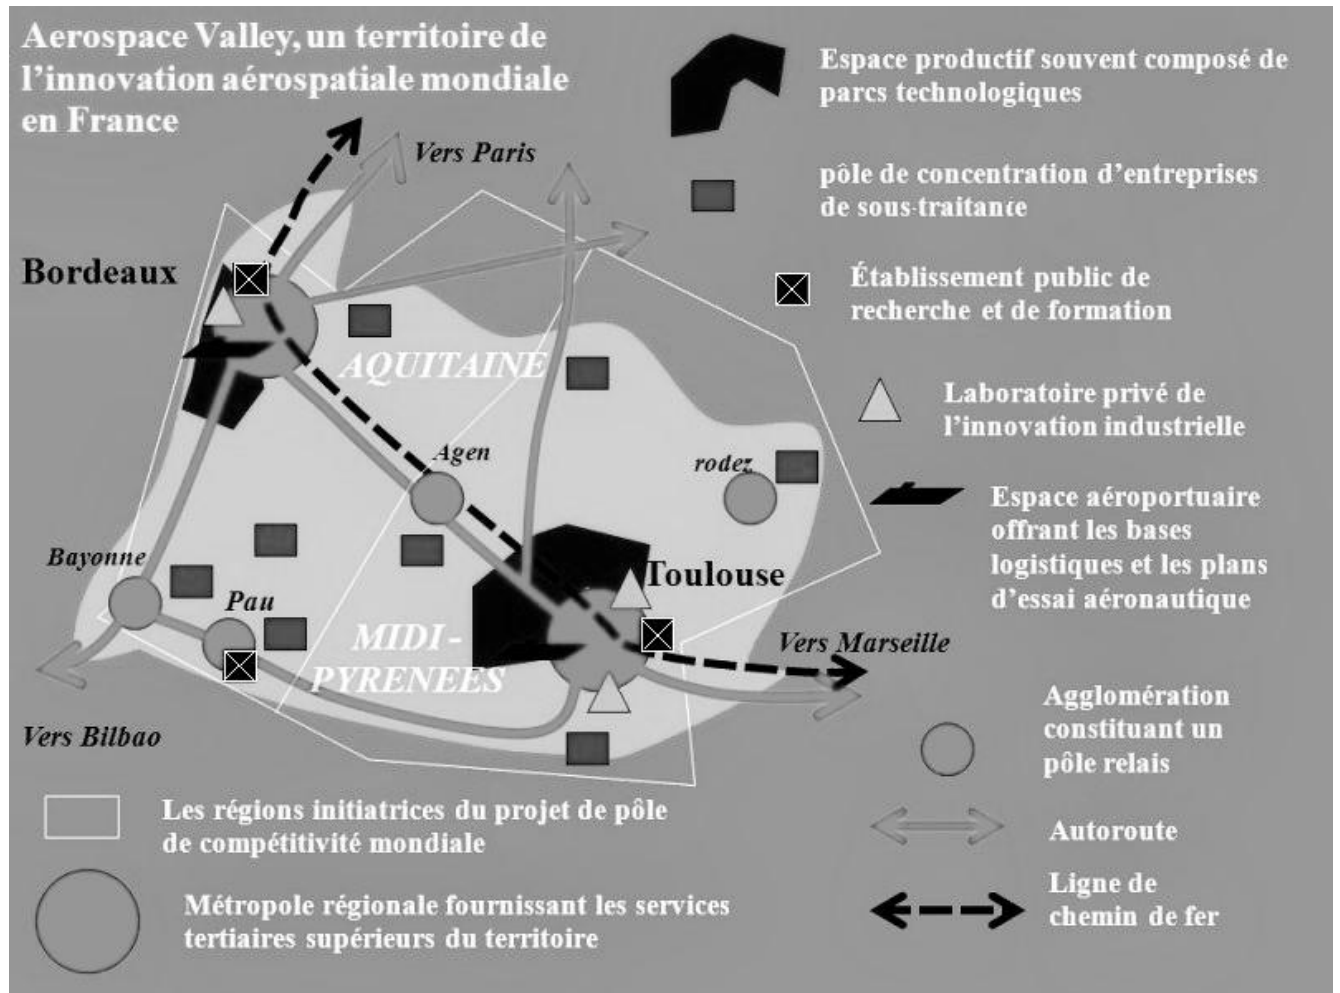 Aerospace Valley, un territoire de
l'innovation aérospatiale mondiale
en France
Vers Paris
Bordeaux
AQUITAINE
Agen
rodez
Bayonne
Pau
Toulouse
MIDI -
PYRENEES
Vers Marseille
Vers Bilbao
Espace productif souvent composé de
parcs technologiques
pôle de concentration d'entreprises
de sous-traitante
Établissement public de
recherche et de formation
Laboratoire privé de
l'innovation industrielle
Espace aéroportuaire
offrant les bases
logistiques et les plans
d'essai aéronautique
Agglomération
constituant un
pôle relais
Autoroute
Ligne de
chemin de fer
Les régions initiatrices du projet de pôle
de compétitivité mondiale
Métropole régionale fournissant les services
tertiaires supérieurs du territoire